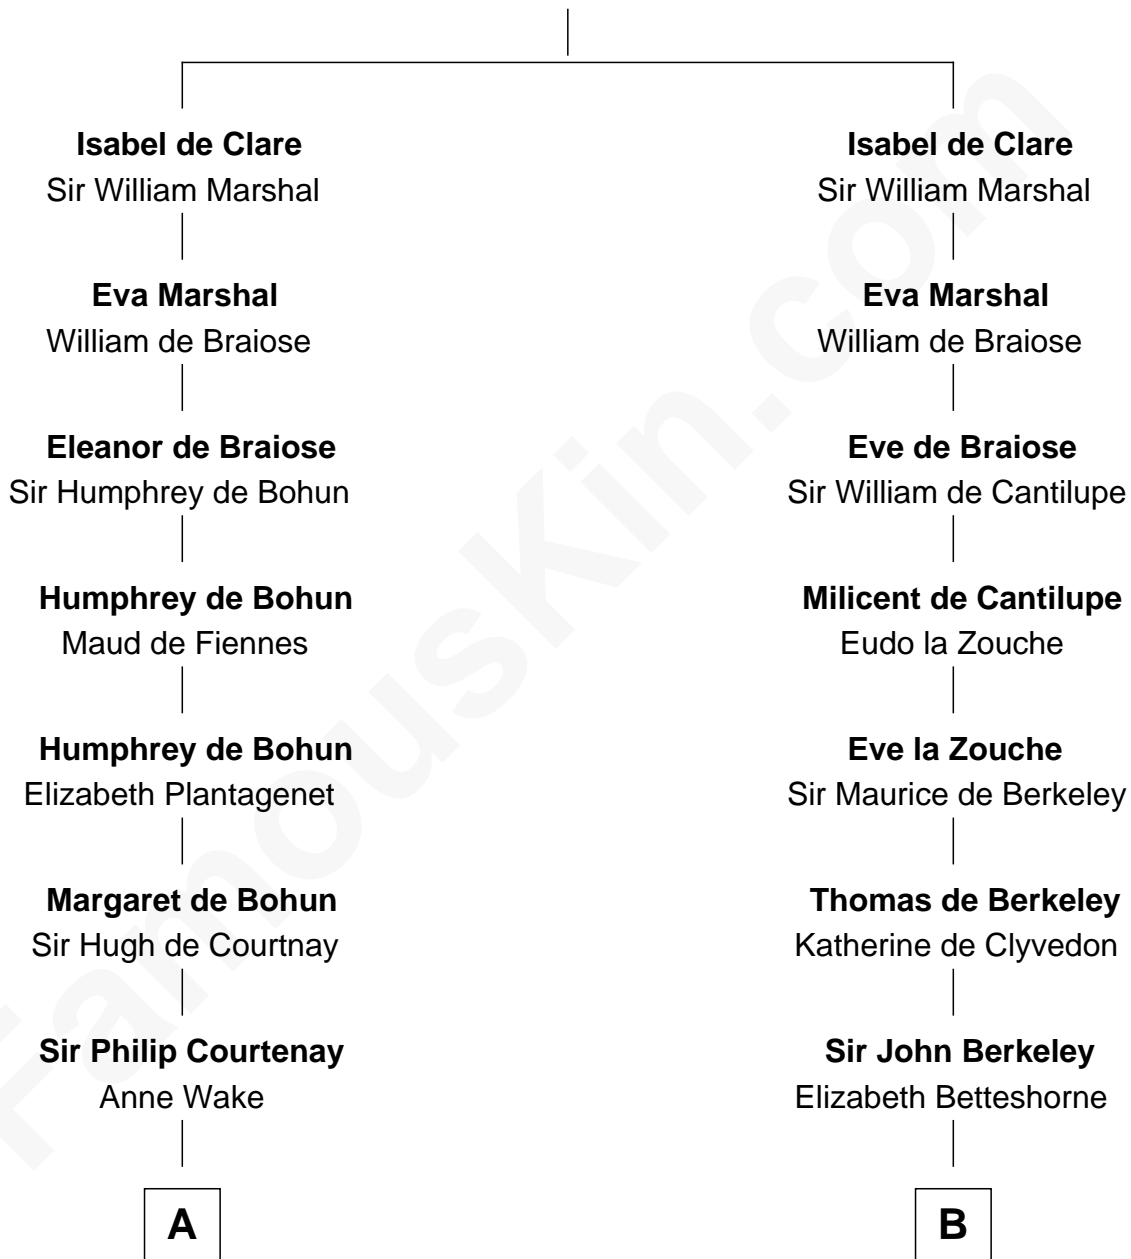 Isabel de Clare
Sir William Marshal
Eva Marshal
William de Braiose
Eleanor de Braiose
Sir Humphrey de Bohun
Humphrey de Bohun
Maud de Fiennes
Humphrey de Bohun
Elizabeth Plantagenet
Margaret de Bohun
Sir Hugh de Courtnay
Sir Philip Courtenay
Anne Wake
A
Isabel de Clare
Sir William Marshal
Eva Marshal
William de Braiose
Eve de Braiose
Sir William de Cantilupe
Milicent de Cantilupe
Eudo la Zouche
Eve la Zouche
Sir Maurice de Berkeley
Thomas de Berkeley
Katherine de Clyvedon
Sir John Berkeley
Elizabeth Betteshorne
B
FamousKin.com